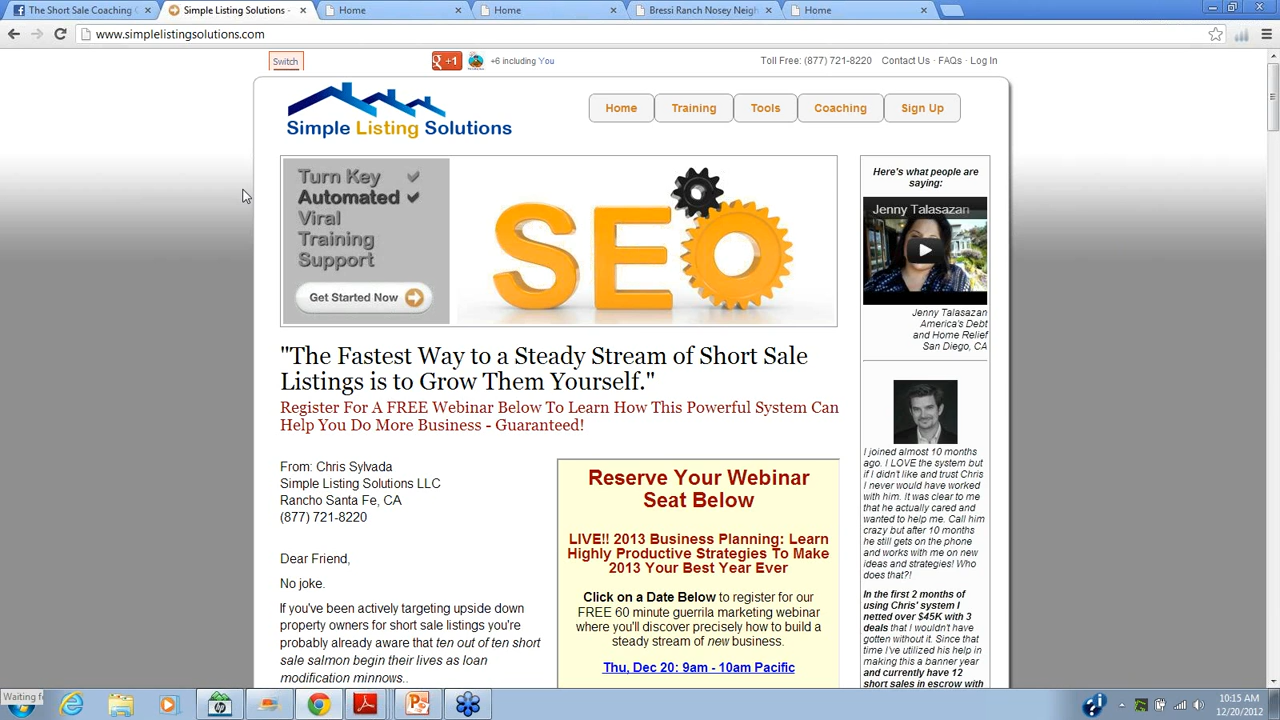 The Short Sale Coaching
Simple Listing Solutions -
Home
Home
Bressi Ranch Nosey Neigh
Home
www.simplelistingsolutions.com
Switch
g +1
+6 including You
Toll Free: (877) 721-8220 Contact Us · FAQs · Log In
Simple Listing Solutions
Home
Training
Tools
Coaching
Sign Up
Turn Key
Automated
Viral
Training
Support
Get Started Now
SEO
"The Fastest Way to a Steady Stream of Short Sale
Listings is to Grow Them Yourself."
Register For A FREE Webinar Below To Learn How This Powerful System Can
Help You Do More Business - Guaranteed!
From: Chris Sylvada
Simple Listing Solutions LLC
Rancho Santa Fe, CA
(877) 721-8220
Dear Friend,
No joke.
If you've been actively targeting upside down
property owners for short sale listings you're
probably already aware that ten out of ten short
sale salmon begin their lives as loan
modification minnows..
Reserve Your Webinar
Seat Below
LIVE!! 2013 Business Planning: Learn
Highly Productive Strategies To Make
2013 Your Best Year Ever
Click on a Date Below to register for our
FREE 60 minute guerrila marketing webinar
where you'll discover precisely how to build a
steady stream of new business.
Thu, Dec 20: 9am - 10am Pacific
Here's what people are
saying:
Jenny Talasazan
Jenny Talasazan
America's Debt
and Home Relief
San Diego, CA
I joined almost 10 months
ago. I LOVE the system but
if I didn't like and trust Chris
I never would have worked
with him. It was clear to me
that he actually cared and
wanted to help me. Call him
crazy but after 10 months
he still gets on the phone
and works with me on new
ideas and strategies! Who
does that?!
In the first 2 months of
using Chris' system I
netted over $45K with 3
deals that I wouldn't have
gotten without it. Since that
time I've utilized his help in
making this a banner year
and currently have 12
short sales in escrow with
Waiting f
10:15 AM
12/20/2012